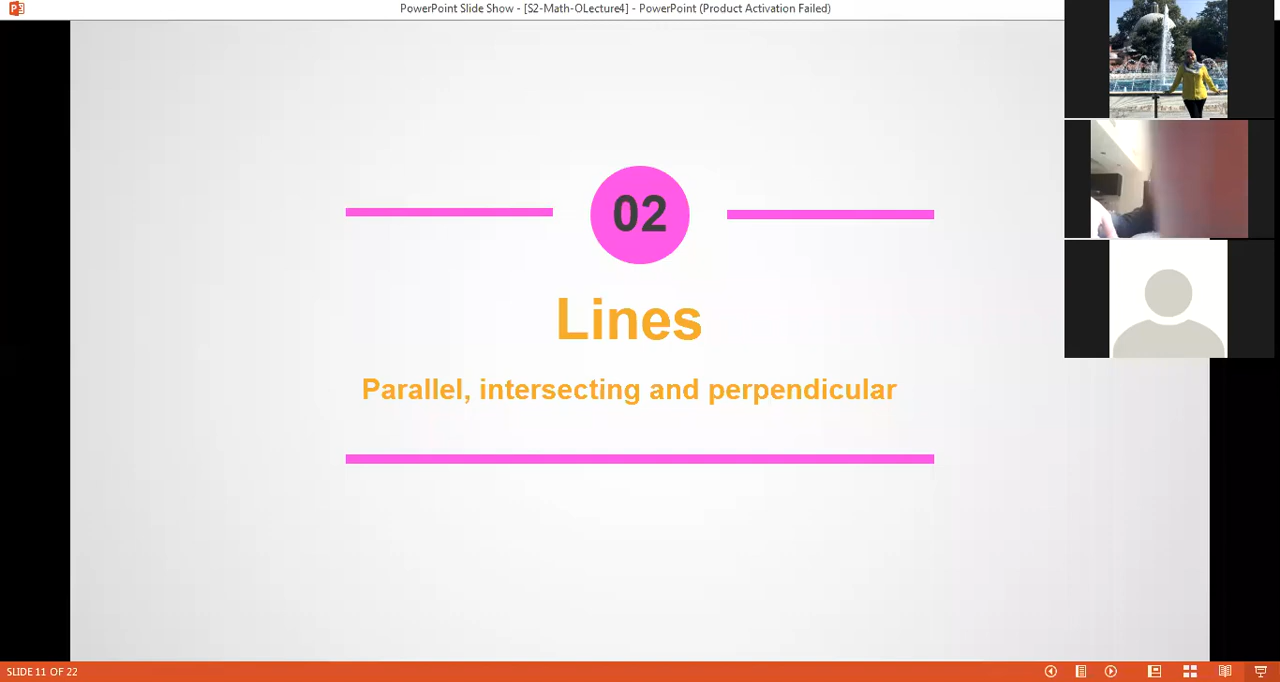 PowerPoint Slide Show - [S2-Math-OLecture4] - PowerPoint (Product Activation Failed)
02
Lines
Parallel, intersecting and perpendicular
SLIDE 11 OF 22